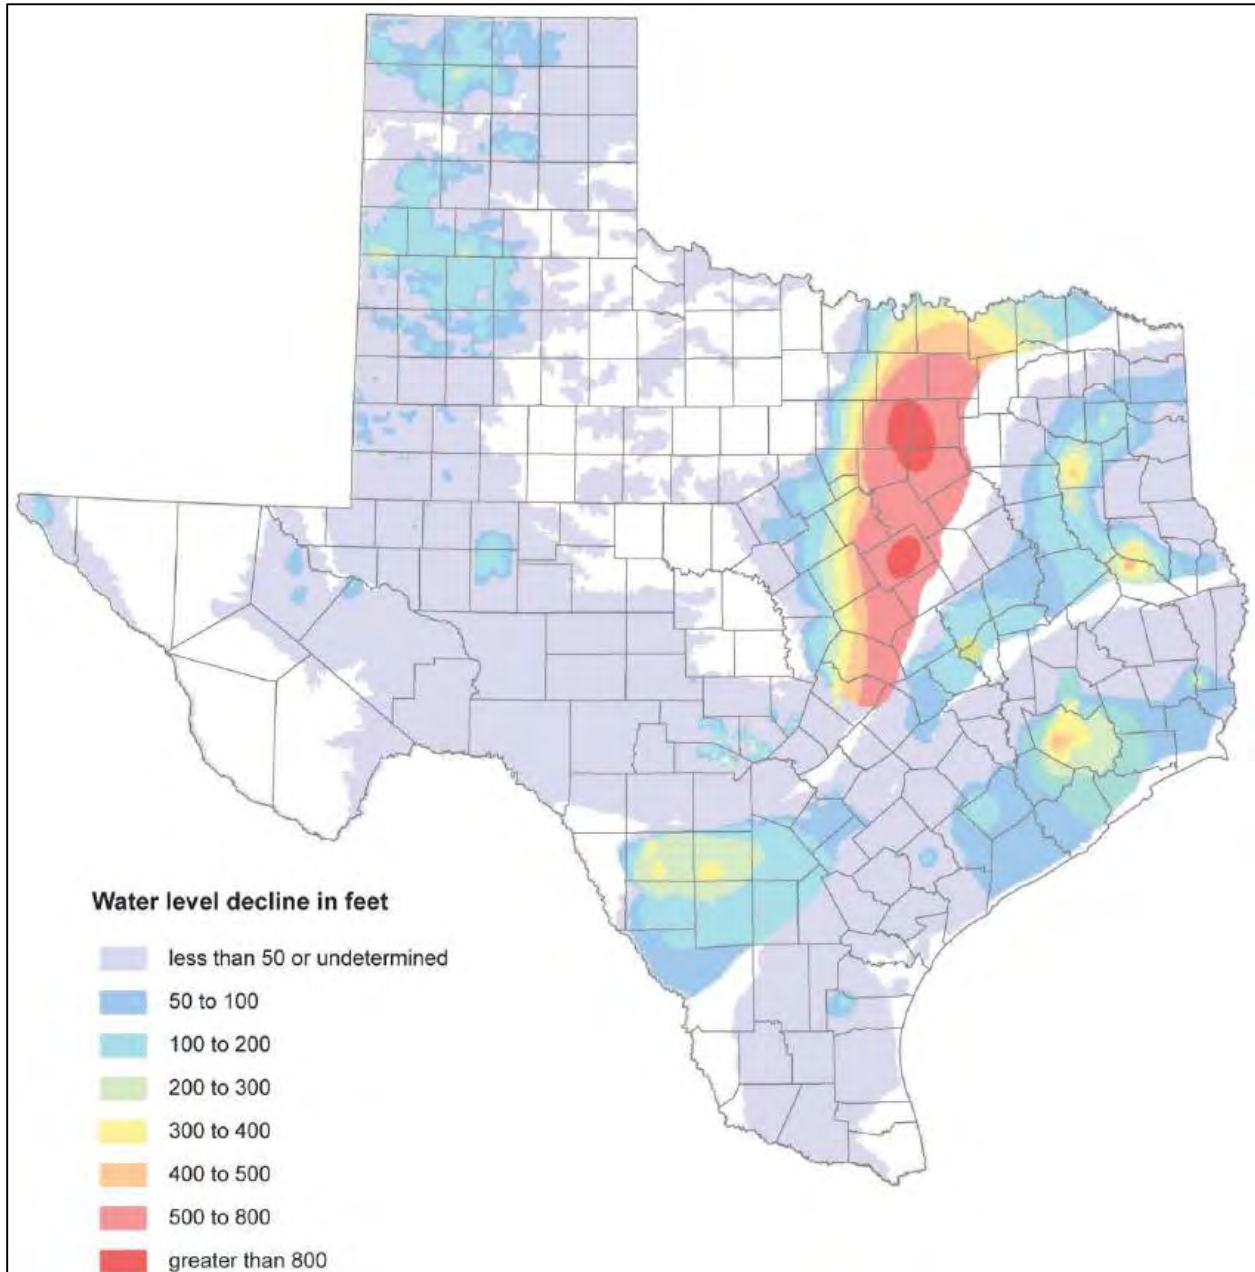 Water level decline in feet
less than 50 or undetermined
50 to 100
100 to 200
200 to 300
300 to 400
400 to 500
500 to 800
greater than 800